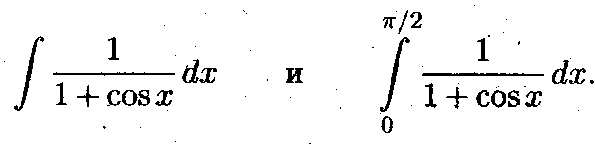 ∫ 1/(1 + cos x) dx и ∫₀^{π/2} 1/(1 + cos x) dx.